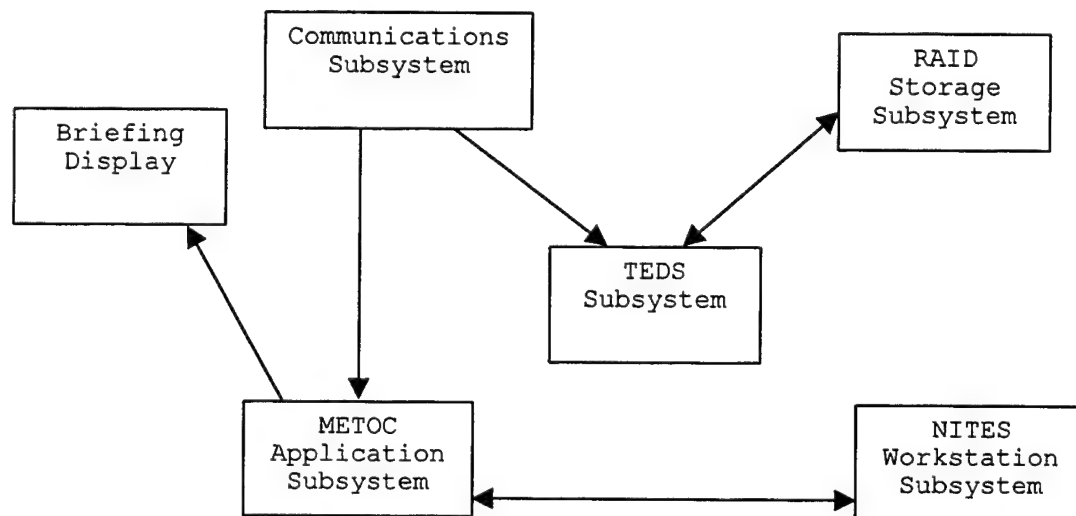 Communications
Subsystem
RAID
Storage
Subsystem
Briefing
Display
TEDS
Subsystem
METOC
Application
Subsystem
NITES
Workstation
Subsystem